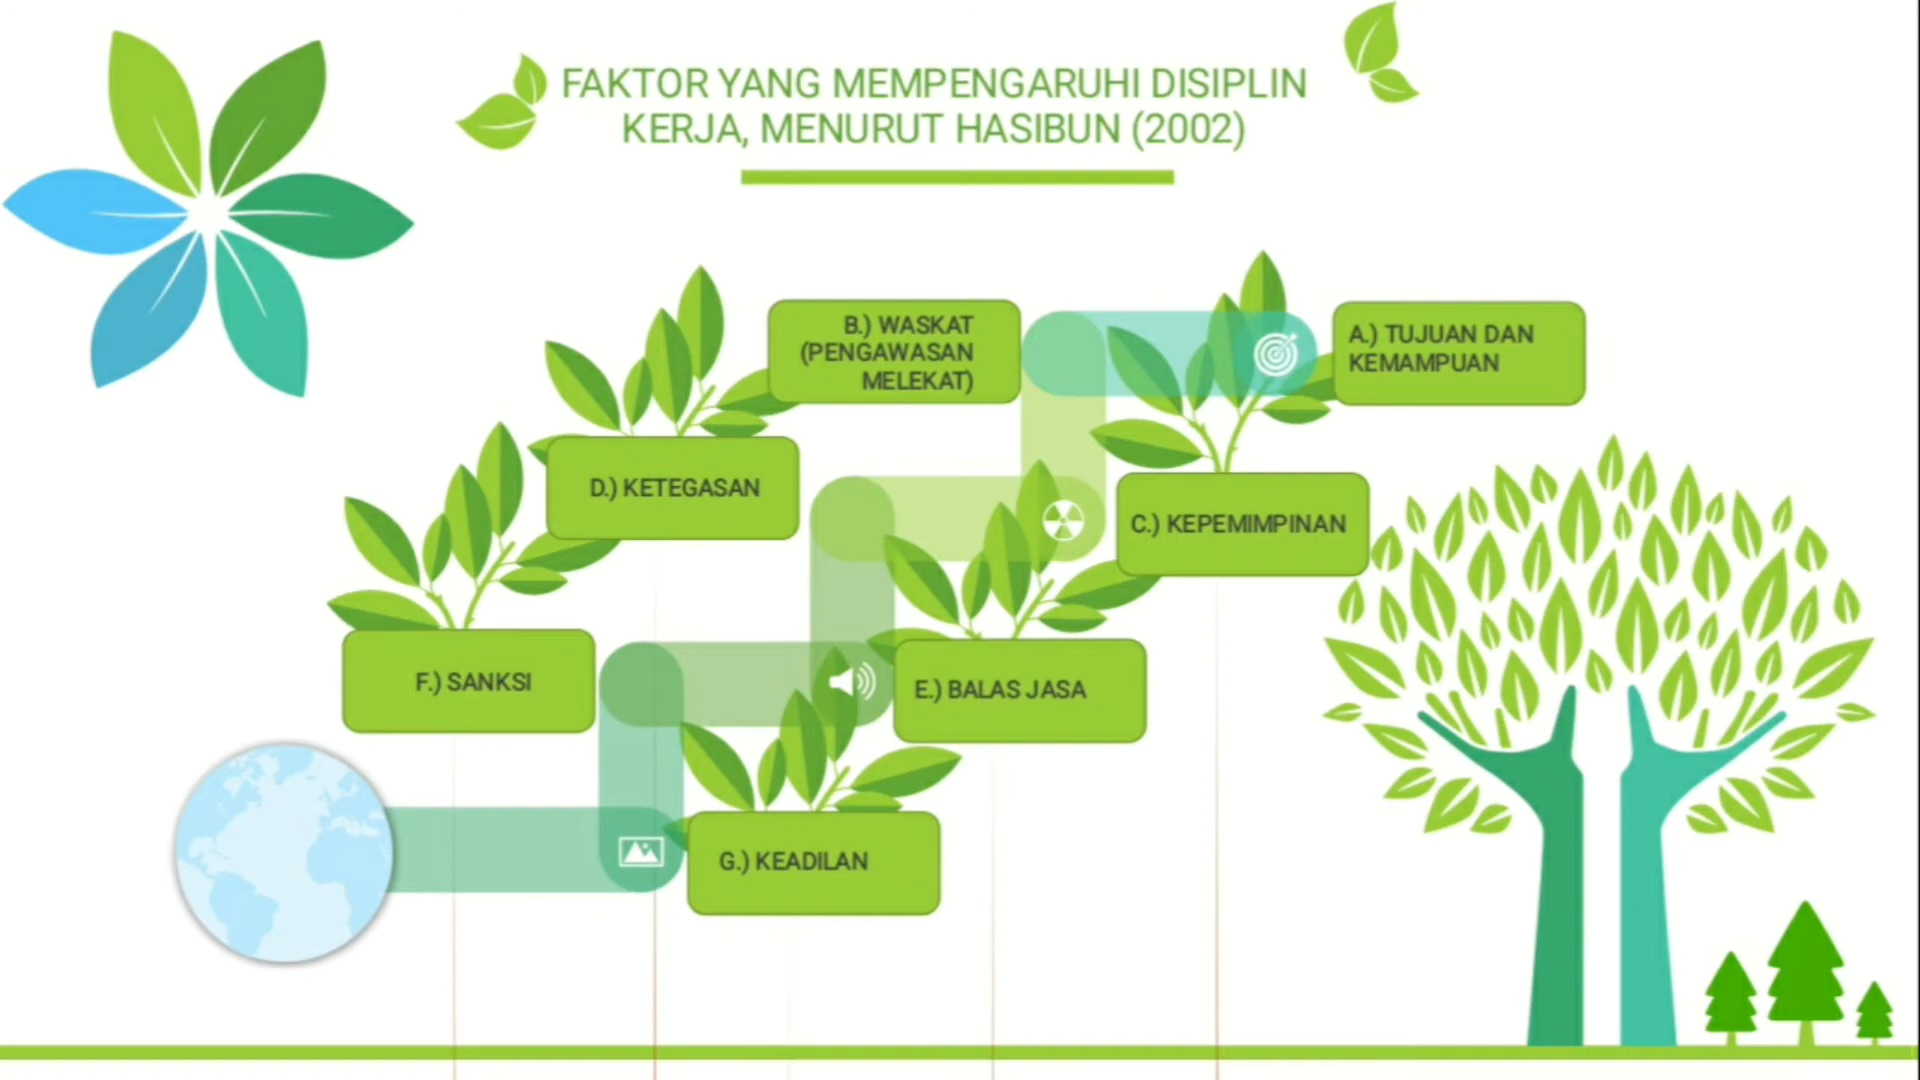 FAKTOR YANG MEMPENGARUHI DISIPLIN
KERJA, MENURUT HASIBUN (2002)
A.) TUJUAN DAN
KEMAMPUAN
B.) WASKAT
(PENGAWASAN
MELEKAT)
C.) KEPEMIMPINAN
D.) KETEGASAN
E.) BALAS JASA
F.) SANKSI
G.) KEADILAN